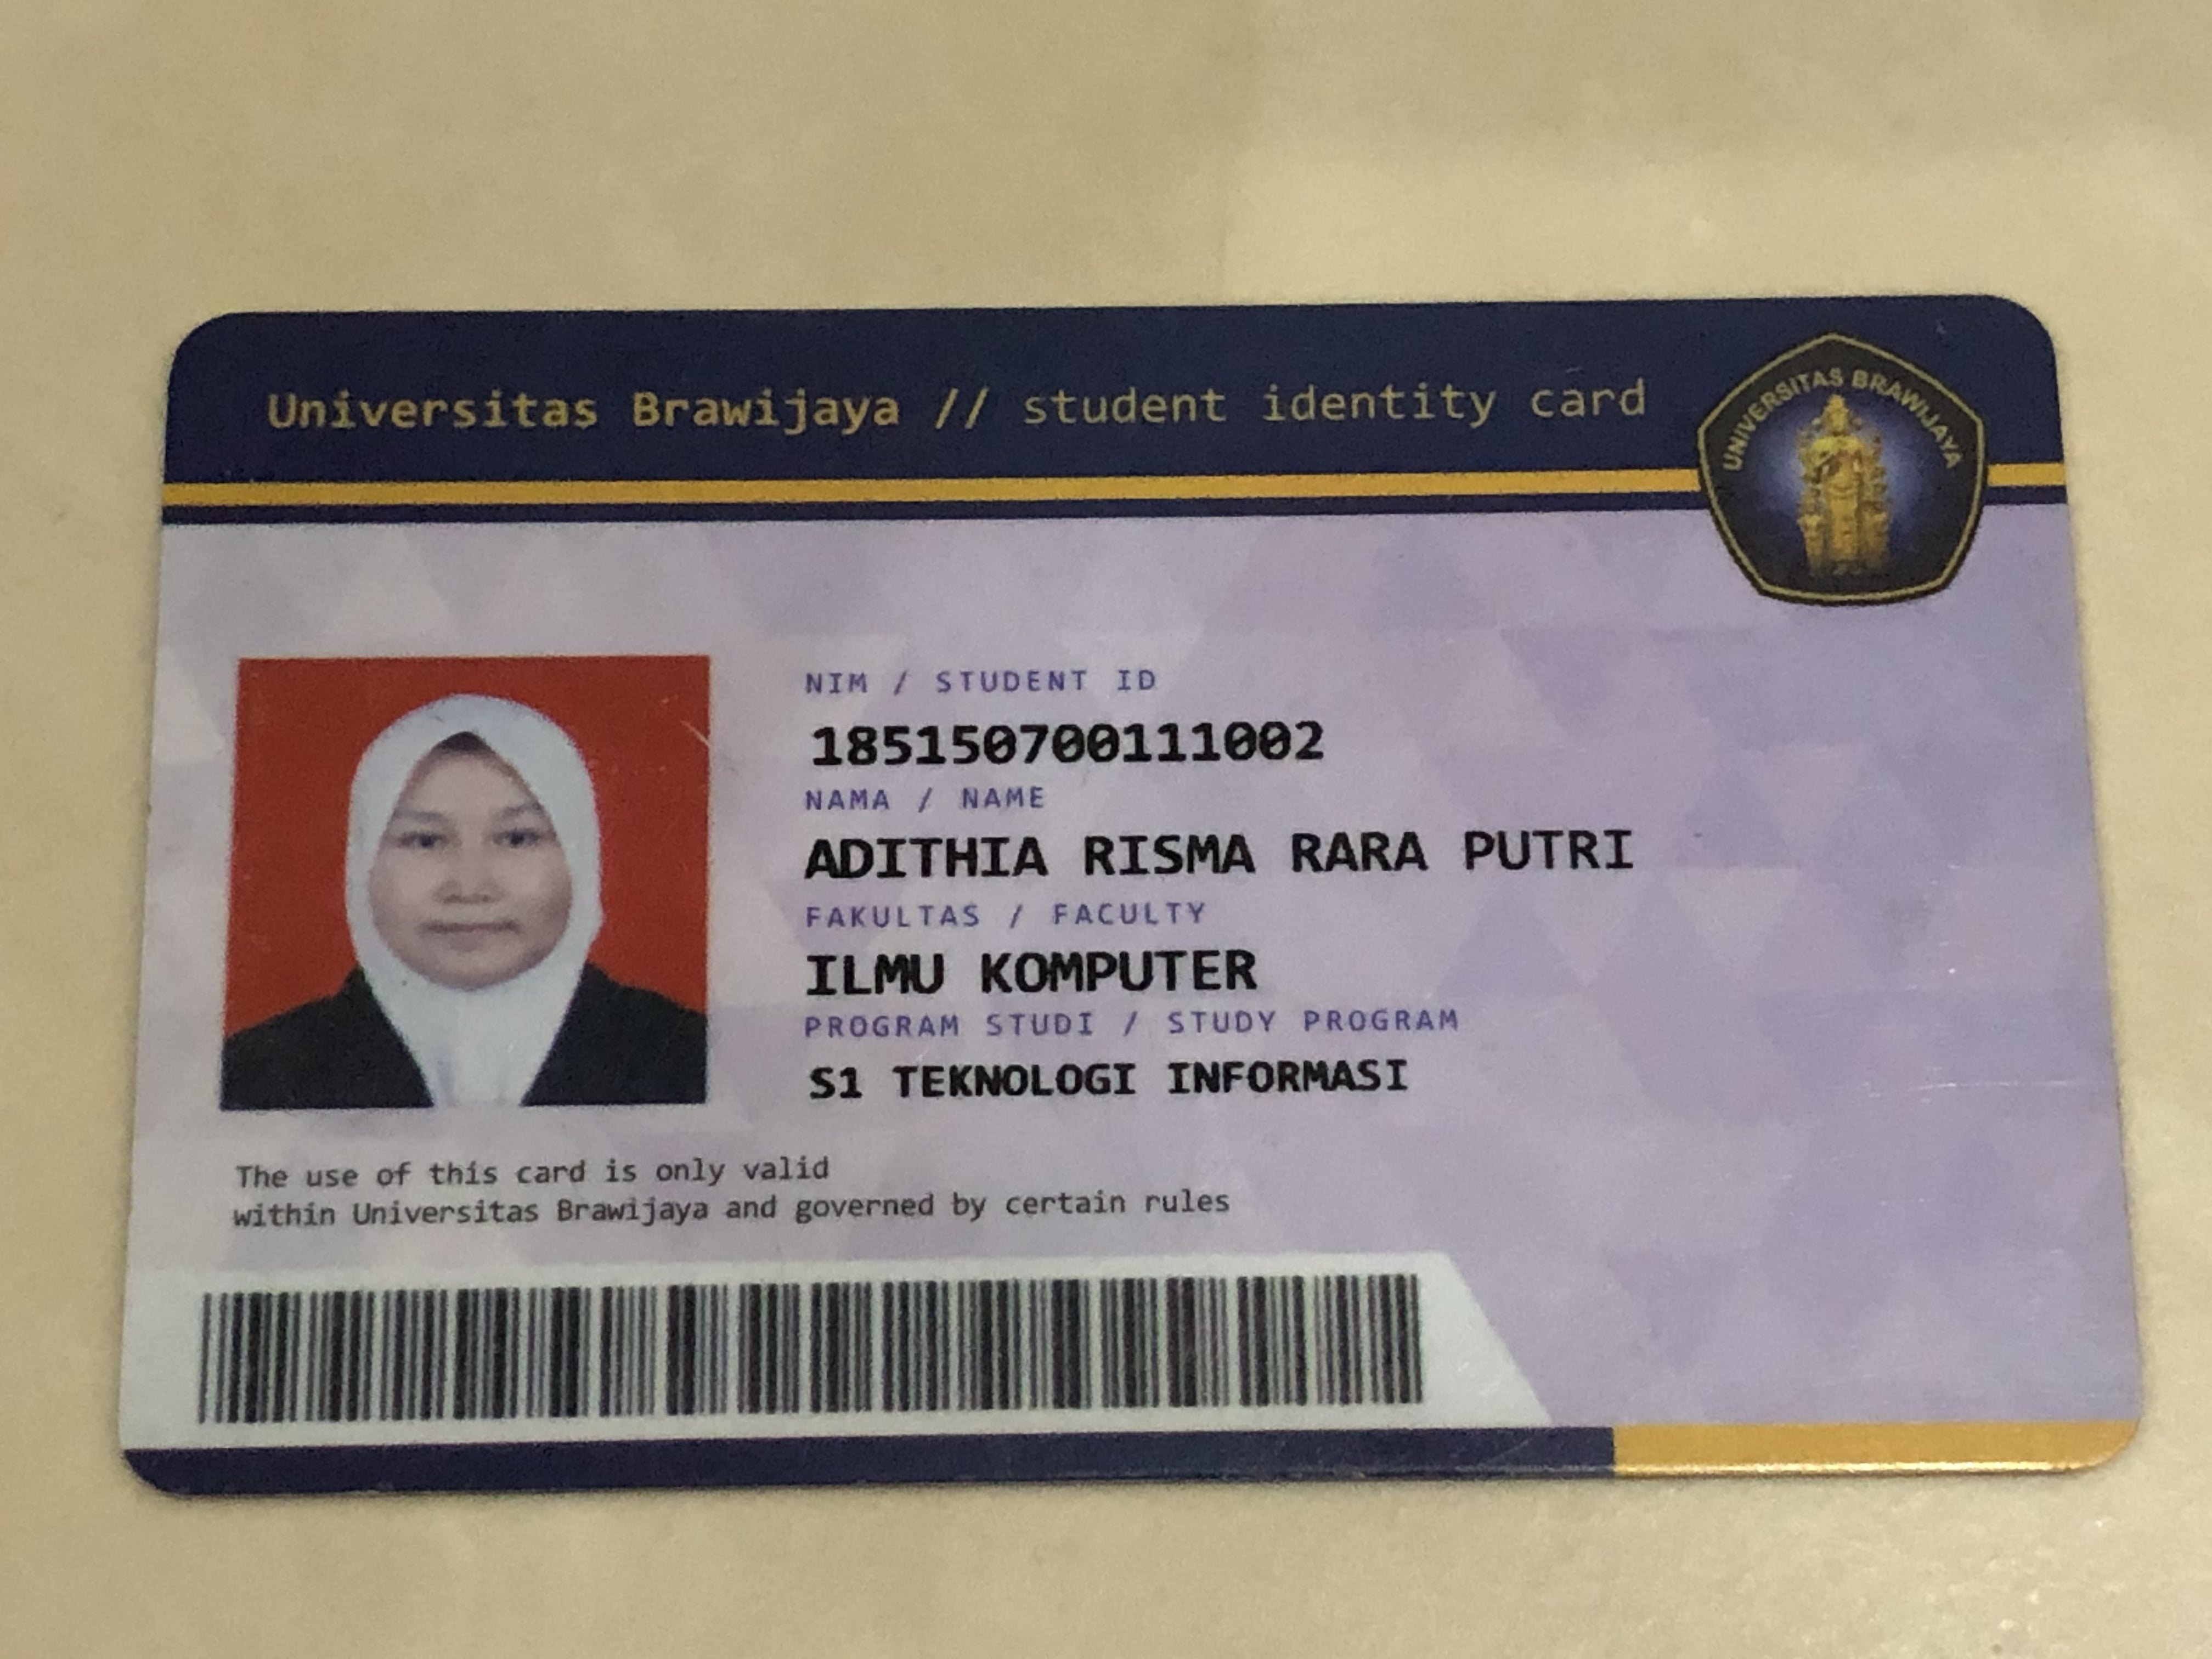 Universitas Brawijaya // student identity card
UNIVERSITAS BRAWIJAYA
NIM / STUDENT ID
185150700111002
NAMA / NAME
ADITHIA RISMA RARA PUTRI
FAKULTAS / FACULTY
ILMU KOMPUTER
PROGRAM STUDI / STUDY PROGRAM
S1 TEKNOLOGI INFORMASI
The use of this card is only valid
within Universitas Brawijaya and governed by certain rules